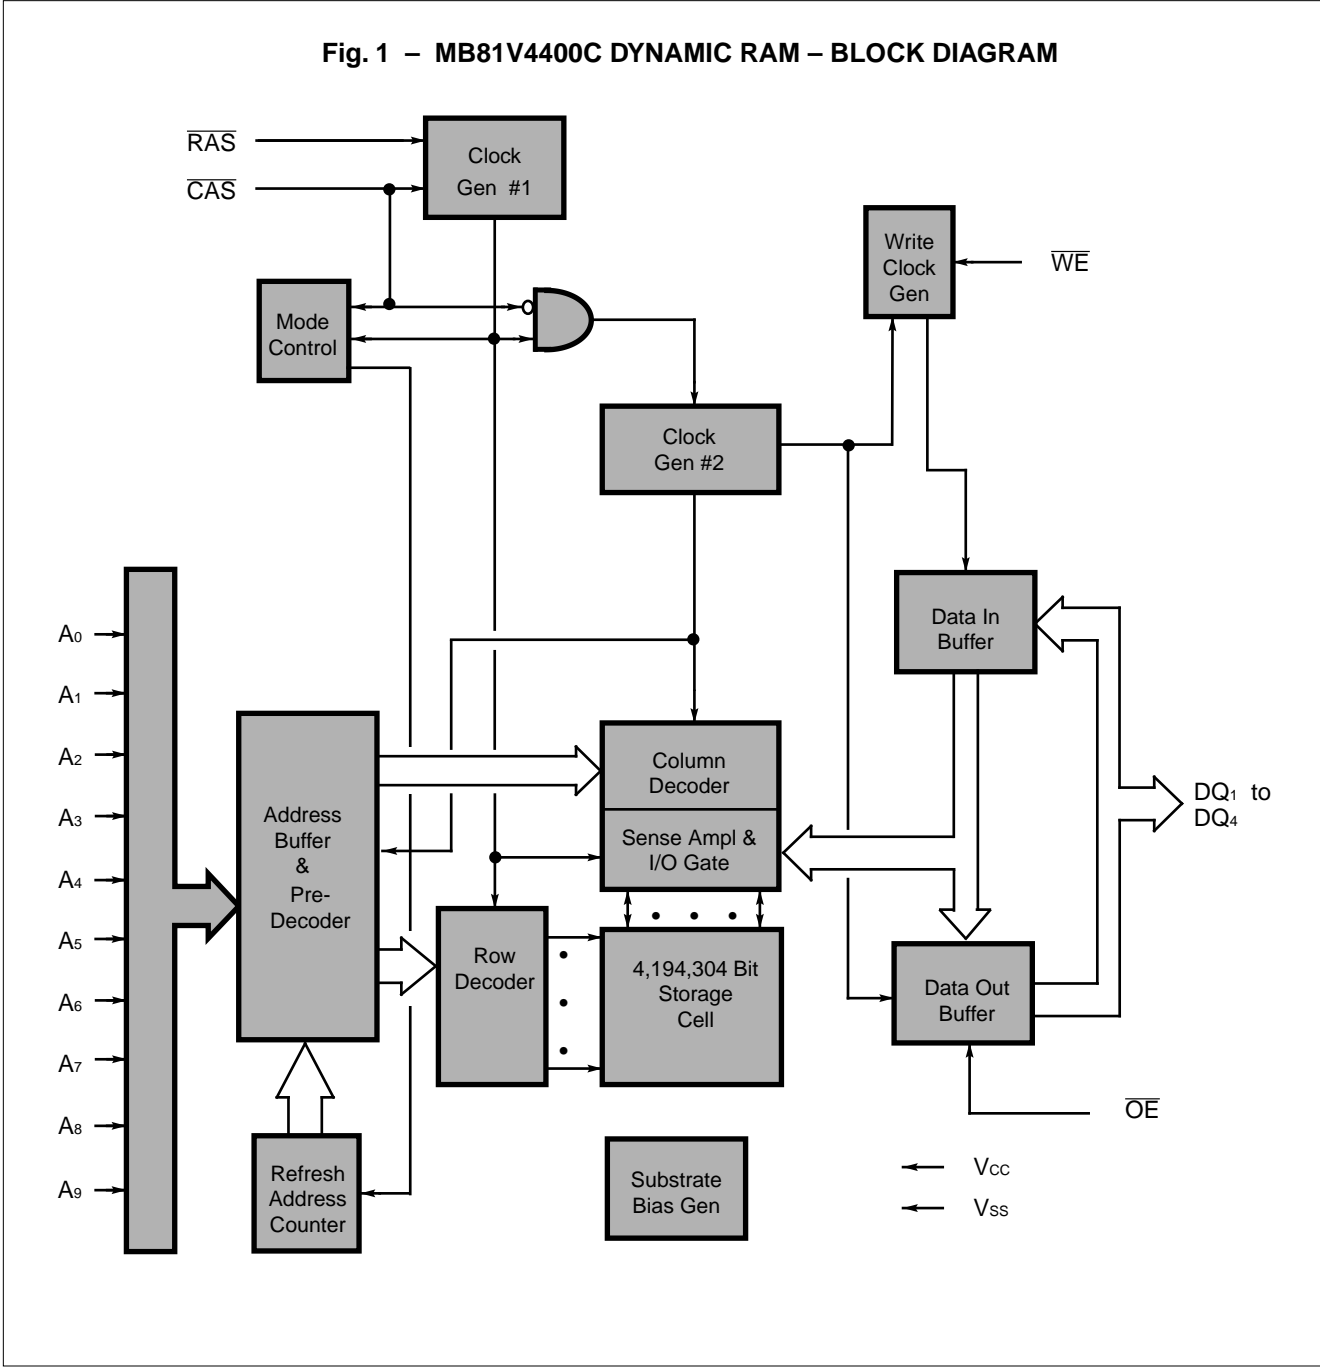 Fig. 1 – MB81V4400C DYNAMIC RAM – BLOCK DIAGRAM
RAS
CAS
Clock
Gen #1
Write
Clock
Gen
WE
Mode
Control
Clock
Gen #2
Data In
Buffer
A0
A1
A2
A3
A4
A5
A6
A7
A8
A9
Address
Buffer
&
Pre-
Decoder
Column
Decoder
Sense Ampl &
I/O Gate
DQ1 to
DQ4
Row
Decoder
4,194,304 Bit
Storage
Cell
Data Out
Buffer
OE
Refresh
Address
Counter
Substrate
Bias Gen
VCC
VSS